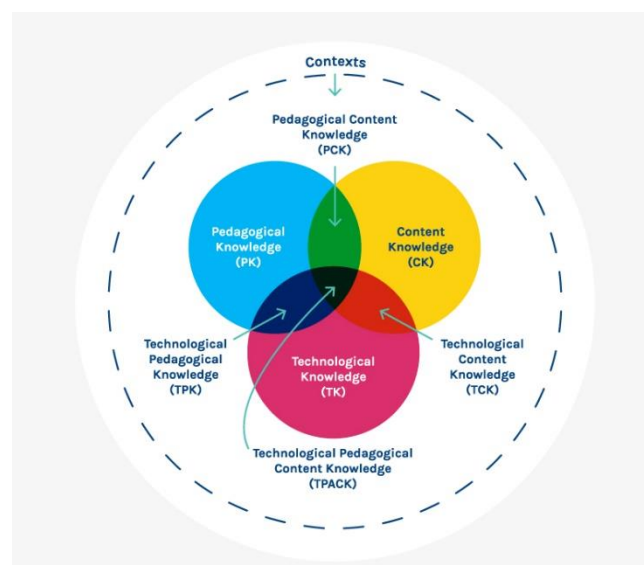 Contexts
Pedagogical Content
Knowledge
(PCK)
Pedagogical
Knowledge
(PK)
Content
Knowledge
(CK)
Technological
Pedagogical
Knowledge
(TPK)
Technological
Knowledge
(TK)
Technological
Content
Knowledge
(TCK)
Technological Pedagogical
Content Knowledge
(TPACK)